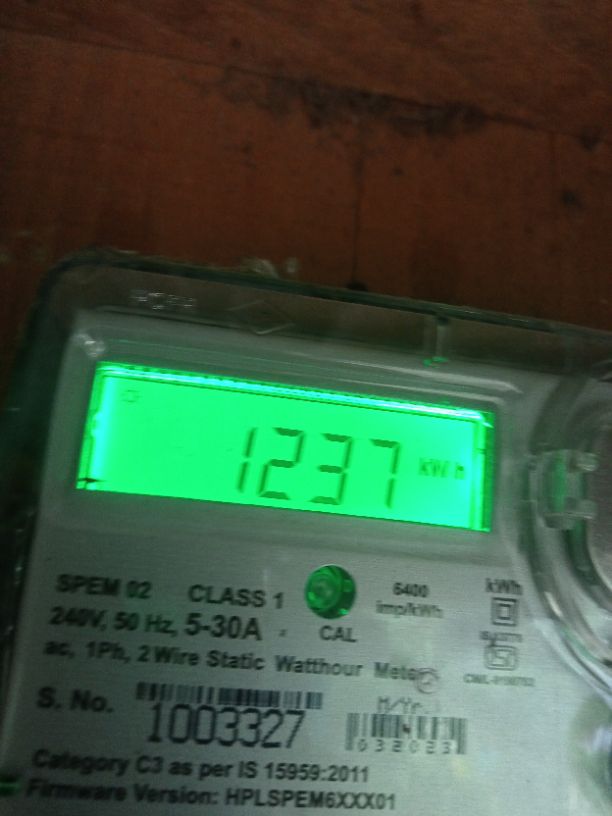 1237 kWh
SPEM 02 CLASS 1 6400 imp/kWh kWh
240V, 50 Hz, 5-30A CAL
ac, 1Ph, 2 Wire Static Watthour Meter
S. No. 1003327 M/Yr.
032023
Category C3 as per IS 15959:2011
Firmware Version: HPLSPEM6XXX01